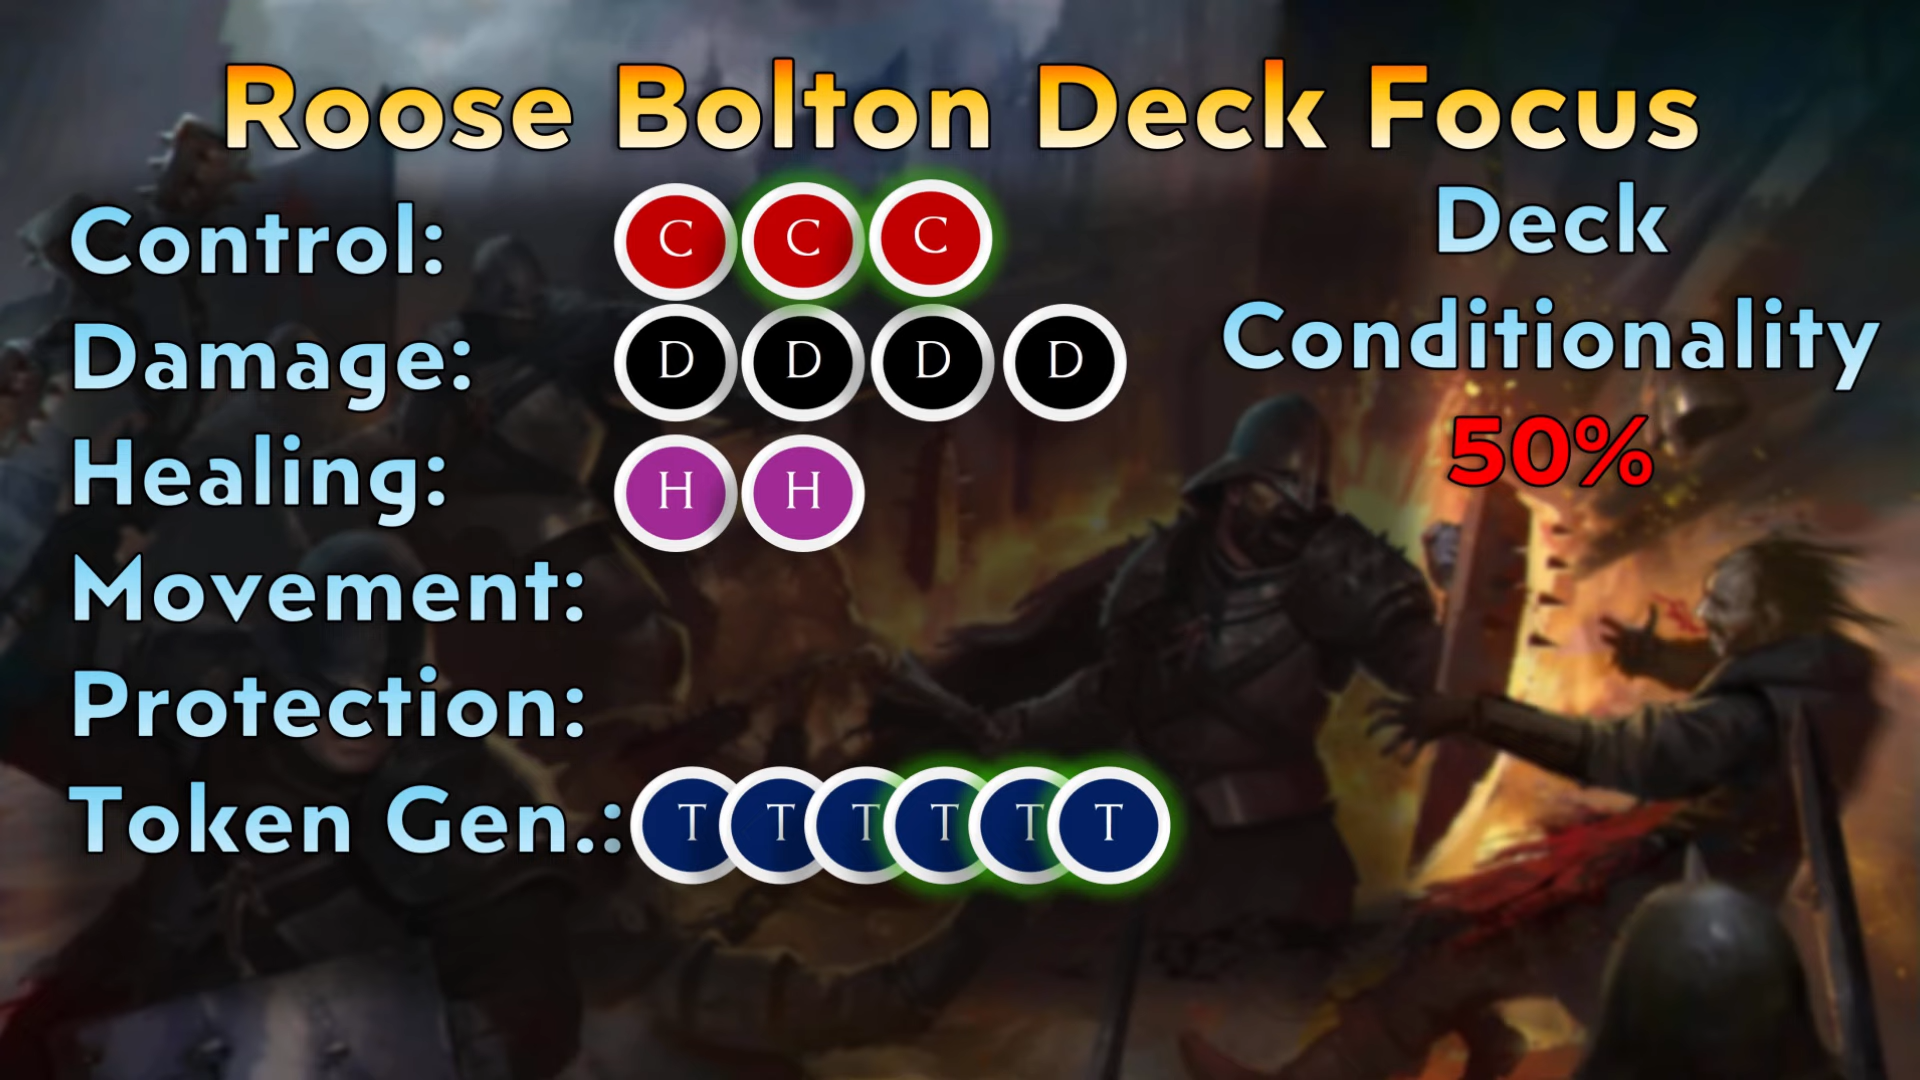 Roose Bolton Deck Focus
Control: C C C
Damage: D D D D
Healing: H H
Movement:
Protection:
Token Gen.: T T T T T T
Deck
Conditionality
50%